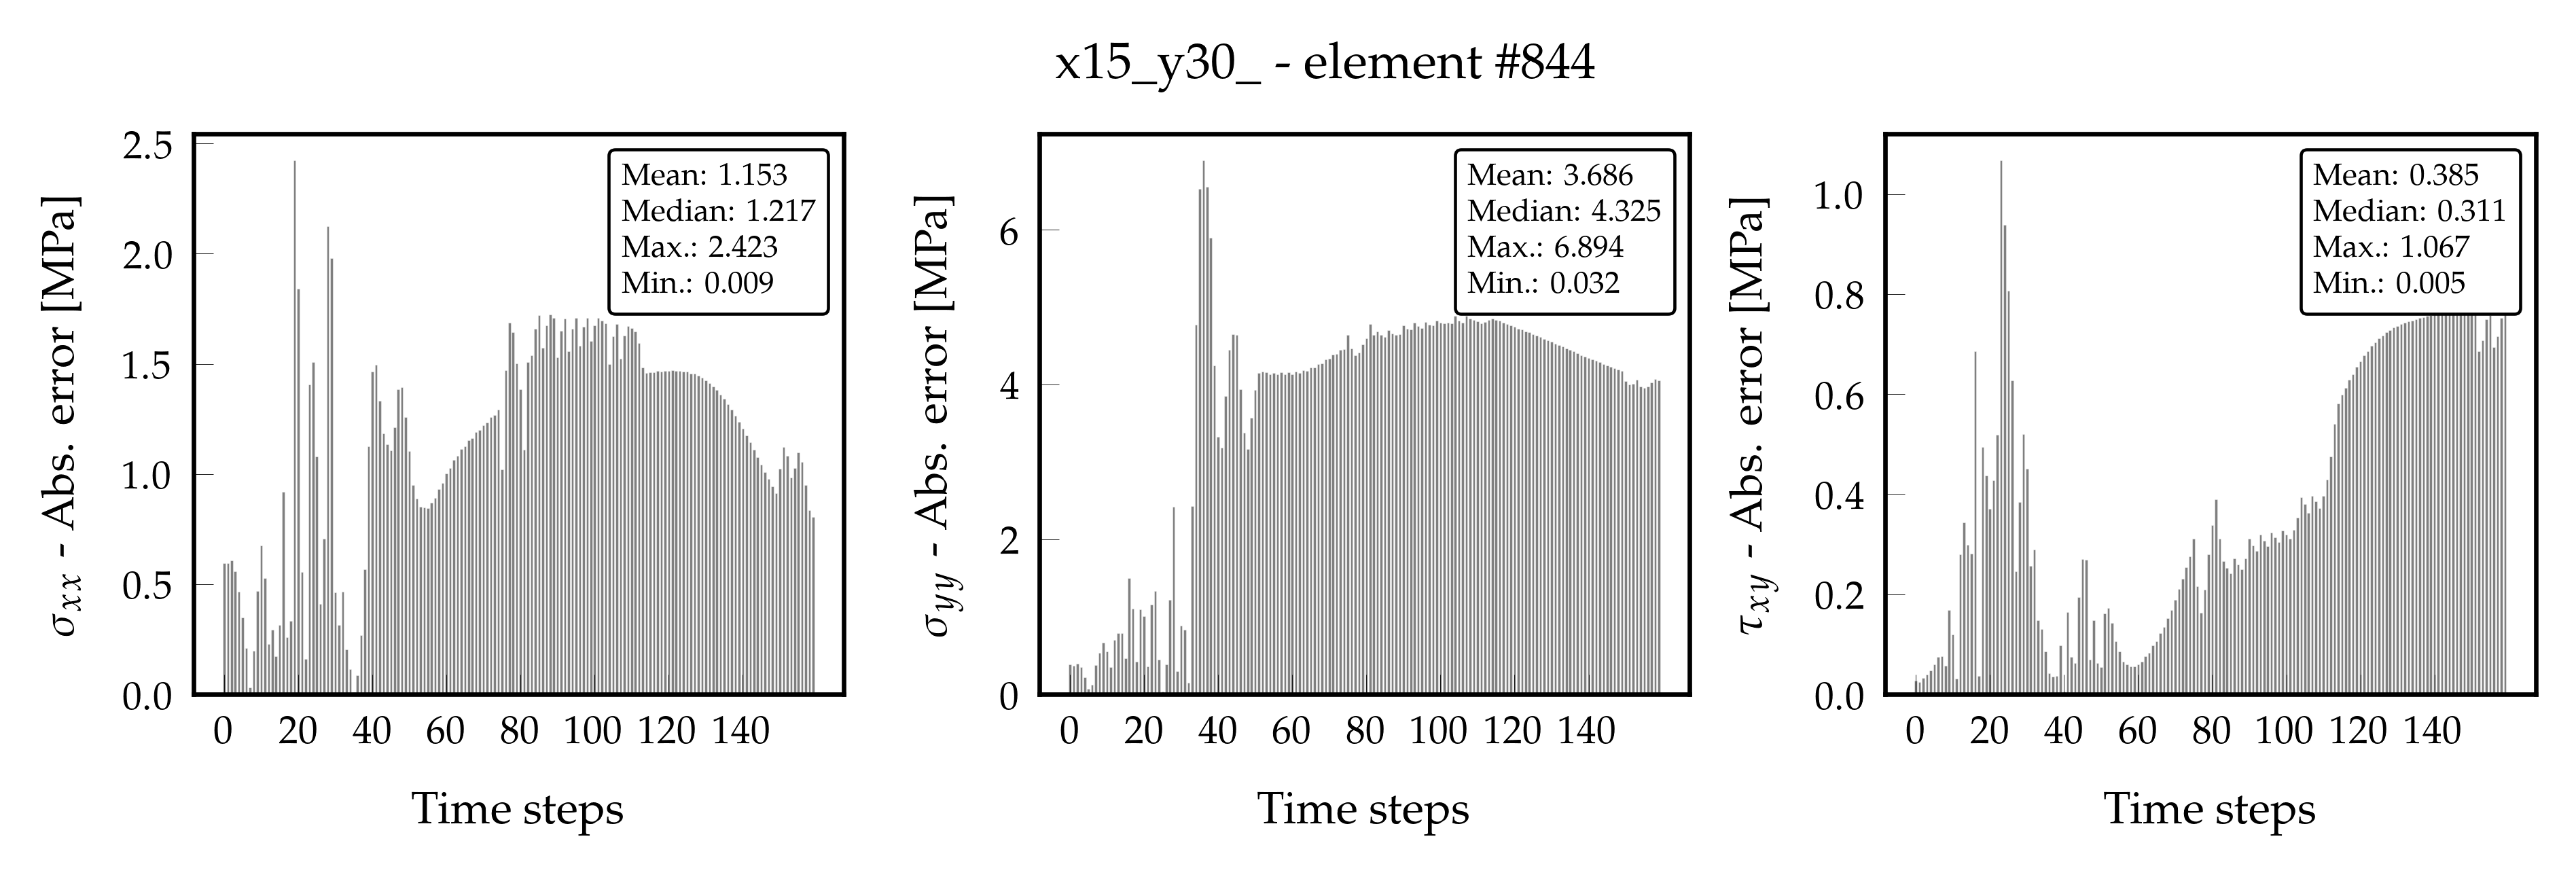 x15_y30_ - element #844
σxx - Abs. error [MPa]
2.5
2.0
1.5
1.0
0.5
0.0
Mean: 1.153
Median: 1.217
Max.: 2.423
Min.: 0.009
0 20 40 60 80 100 120 140
Time steps
σyy - Abs. error [MPa]
6
4
2
0
Mean: 3.686
Median: 4.325
Max.: 6.894
Min.: 0.032
0 20 40 60 80 100 120 140
Time steps
τxy - Abs. error [MPa]
1.0
0.8
0.6
0.4
0.2
0.0
Mean: 0.385
Median: 0.311
Max.: 1.067
Min.: 0.005
0 20 40 60 80 100 120 140
Time steps